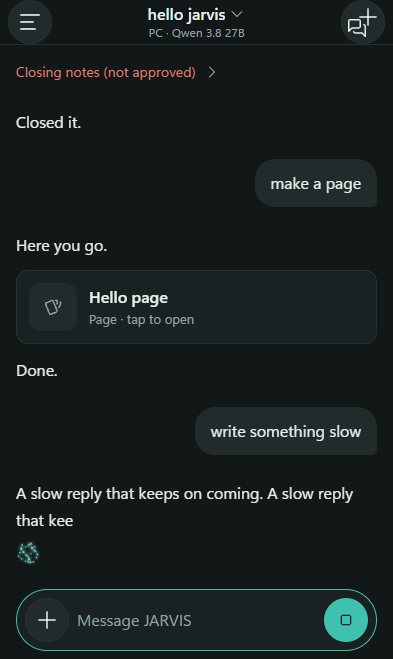 hello jarvis
PC · Qwen 3.8 27B
Closing notes (not approved)
Closed it.
make a page
Here you go.
Hello page
Page · tap to open
Done.
write something slow
A slow reply that keeps on coming. A slow reply
that kee
Message JARVIS